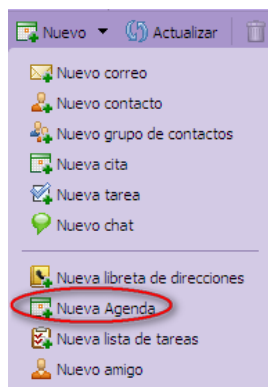 Nuevo Actualizar
Nuevo correo
Nuevo contacto
Nuevo grupo de contactos
Nueva cita
Nueva tarea
Nuevo chat
Nueva libreta de direcciones
Nueva Agenda
Nueva lista de tareas
Nuevo amigo